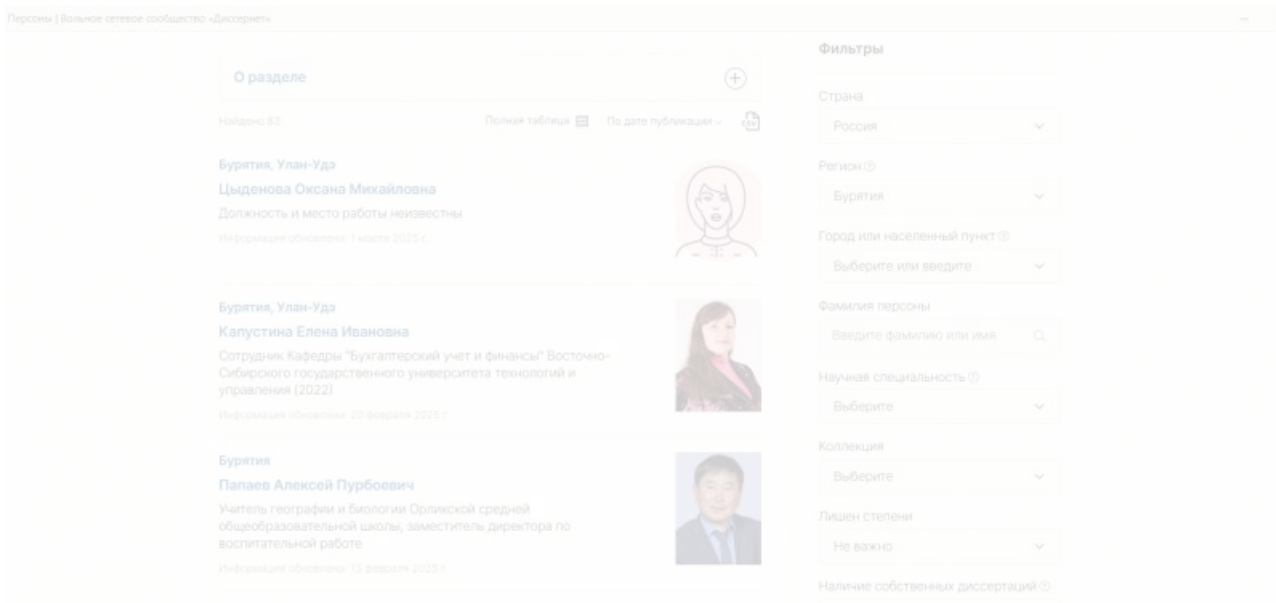 Персоны | Вольное сетевое сообщество «Диссернет»
О разделе
Найдено 83
Полная таблица
По дате публикации
CSV
Бурятия, Улан-Удэ
Цыденова Оксана Михайловна
Должность и место работы неизвестны
Информация обновлена: 1 марта 2025 г.
Бурятия, Улан-Удэ
Капустина Елена Ивановна
Сотрудник Кафедры "Бухгалтерский учет и финансы" Восточно-
Сибирского государственного университета технологий и
управления (2022)
Информация обновлена: 20 февраля 2025 г.
Бурятия
Папаев Алексей Пурбоевич
Учитель географии и биологии Орликской средней
общеобразовательной школы, заместитель директора по
воспитательной работе
Информация обновлена: 13 февраля 2025 г.
Фильтры
Страна
Россия
Регион
Бурятия
Город или населенный пункт
Выберите или введите
Фамилия персоны
Введите фамилию или имя
Научная специальность
Выберите
Коллекция
Выберите
Лишен степени
Не важно
Наличие собственных диссертаций